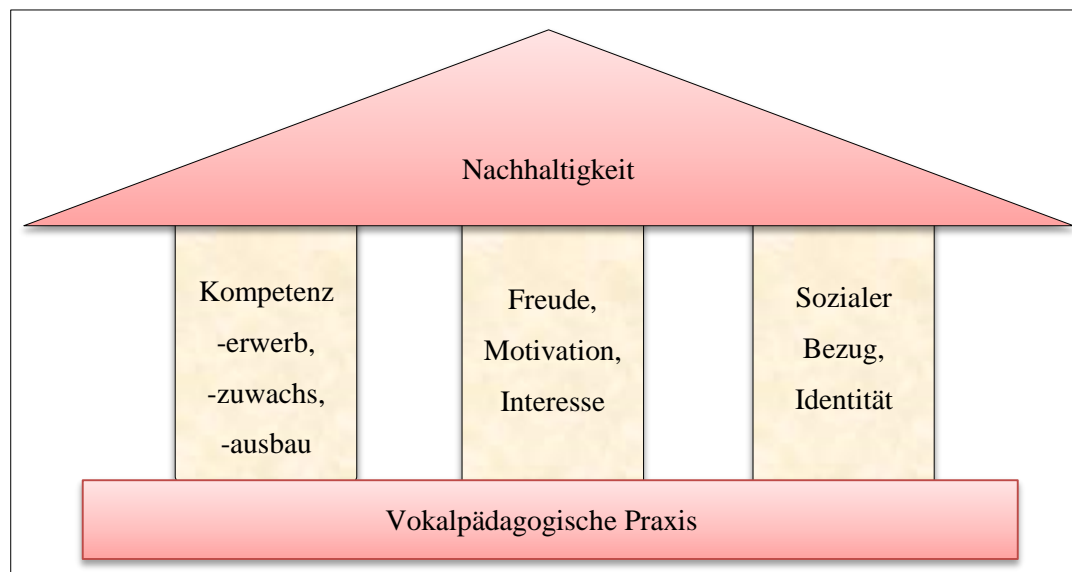 Nachhaltigkeit
Kompetenz
-erwerb,
-zuwachs,
-ausbau
Freude,
Motivation,
Interesse
Sozialer
Bezug,
Identität
Vokalpädagogische Praxis